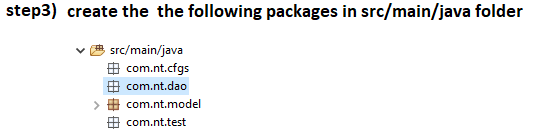 step3) create the the following packages in src/main/java folder
src/main/java
com.nt.cfgs
com.nt.dao
com.nt.model
com.nt.test